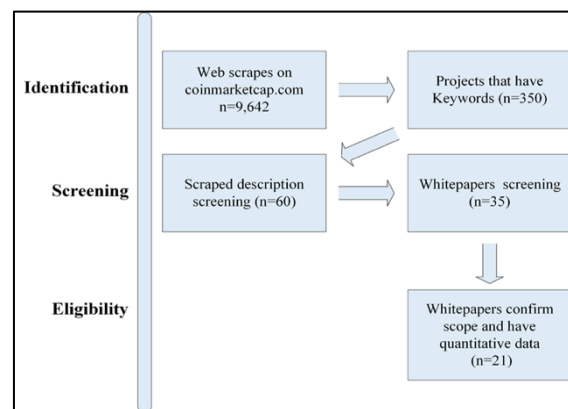 Identification
Web scrapes on
coinmarketcap.com
n=9,642
Projects that have
Keywords (n=350)
Screening
Scraped description
screening (n=60)
Whitepapers screening
(n=35)
Eligibility
Whitepapers confirm
scope and have
quantitative data
(n=21)